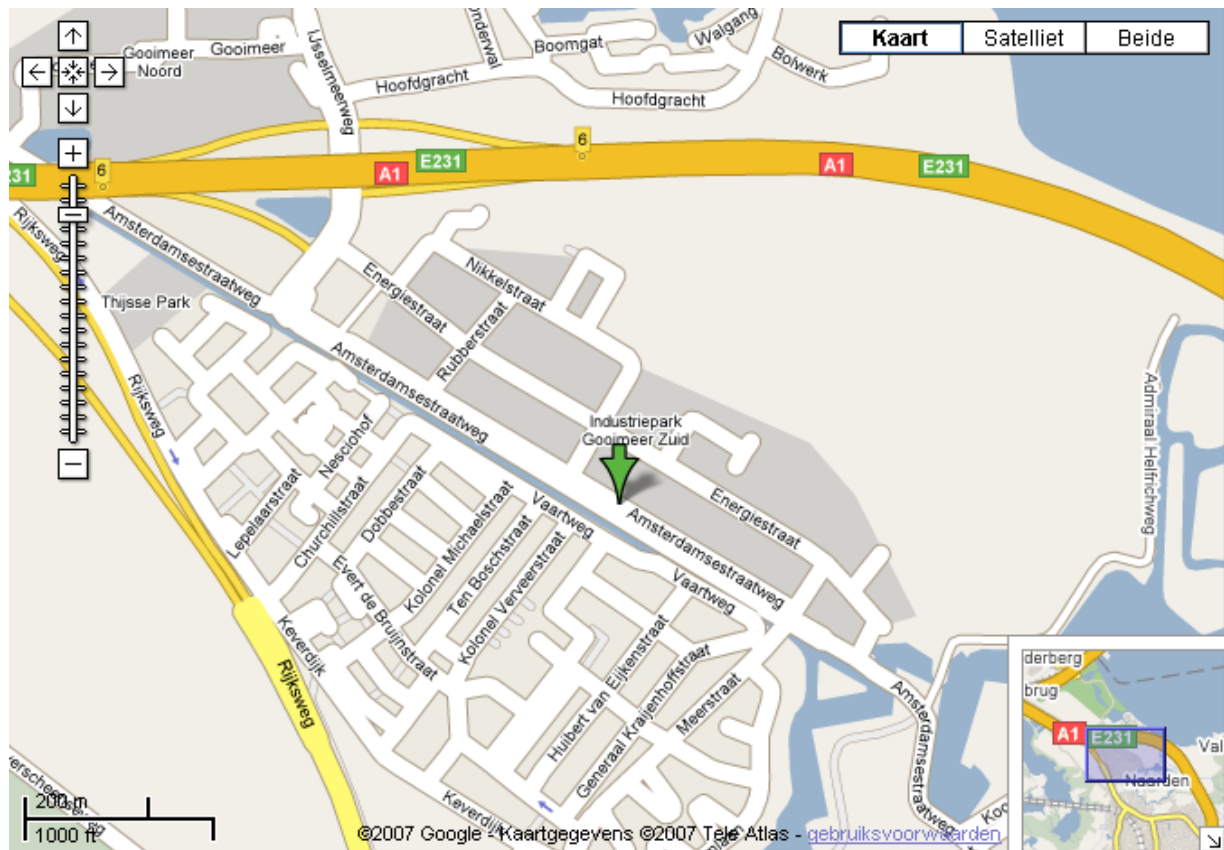 Kaart
Satelliet
Beide
Gooimeer
Noord
Gooimeer
IJsselmeerweg
Boomgat
Walgang
Bolwerk
Hoofdgracht
Hoofdgracht
6
6
A1
E231
A1
E231
Rijksweg
Amsterdamsestraatweg
Thijsse Park
Energiestraat
Nikkelstraat
Rubberstraat
Amsterdamsestraatweg
Rijksweg
Industriepark
Gooimeer Zuid
Admiraal Helfrichweg
Nesciohof
Lepelaarstraat
Churchillstraat
Dobbestraat
Evert de Bruijnstraat
Kolonel Michaelstraat
Ten Boschstraat
Kolonel Verveerstraat
Vaartweg
Energiestraat
Amsterdamsestraatweg
Vaartweg
Keverdijk
Rijksweg
Huibert van Eijkenstraat
Generaal Kraijenhoffstraat
Meerstraat
Amsterdamsestraatweg
Keverdijk
derberg
brug
A1
E231
Val
Naarden
200 m
1000 ft
©2007 Google - Kaartgegevens ©2007 Tele Atlas - gebruiksvoorwaarden